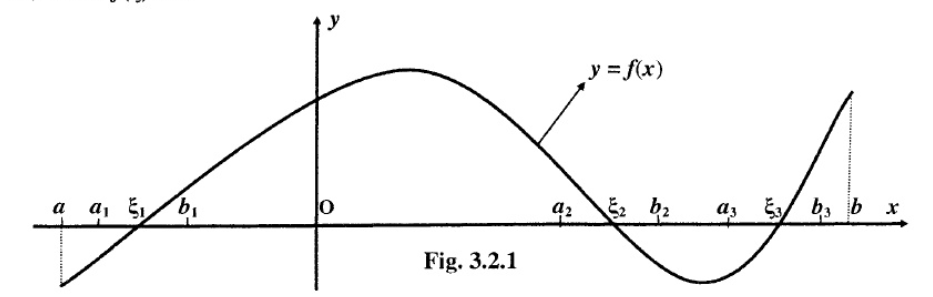 y
y = f(x)
a a₁ ξ₁ b₁ O a₂ ξ₂ b₂ a₃ ξ₃ b₃ b x
Fig. 3.2.1